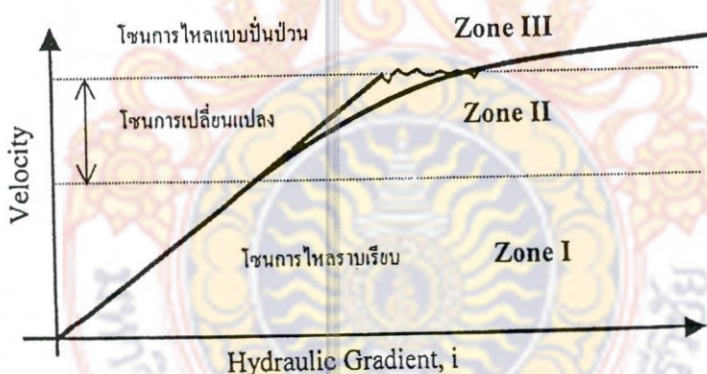 โซนการไหลแบบปั่นป่วน Zone III
โซนการเปลี่ยนแปลง Zone II
Velocity
โซนการไหลราบเรียบ Zone I
Hydraulic Gradient, i